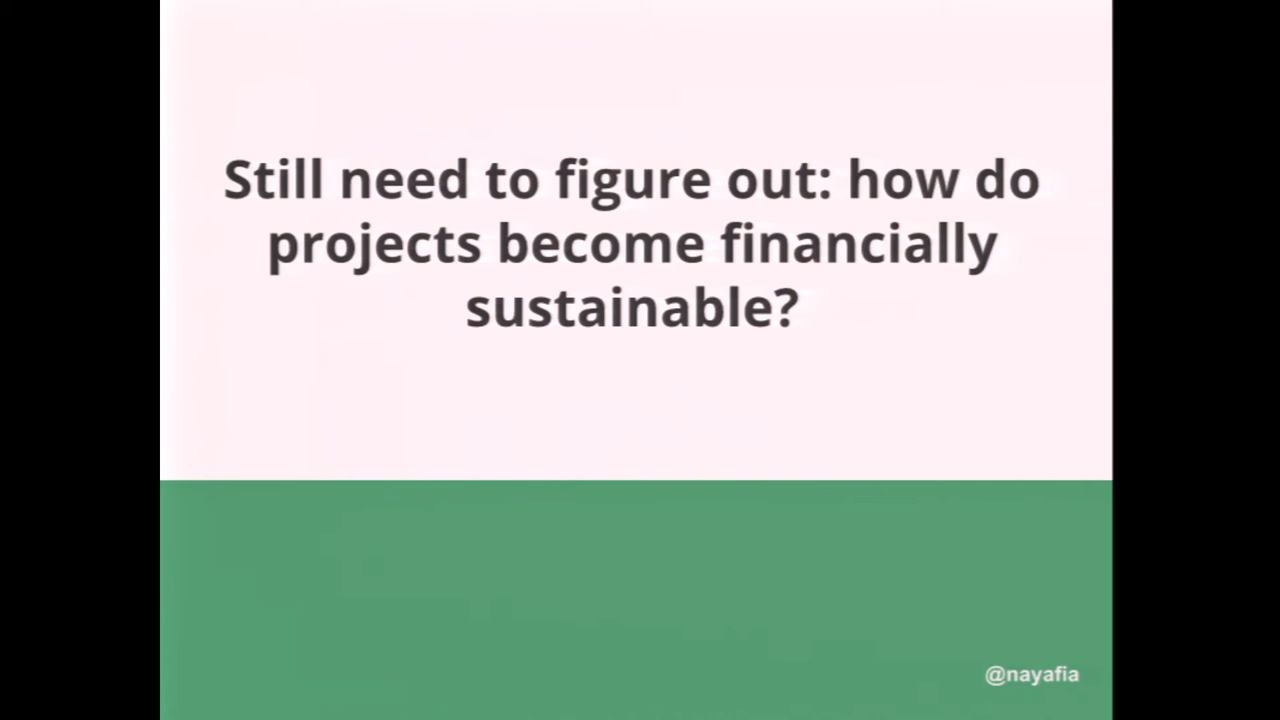 Still need to figure out: how do
projects become financially
sustainable?
@nayafia